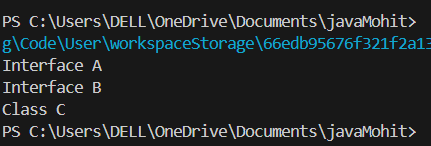 PS C:\Users\DELL\OneDrive\Documents\javaMohit>
g\Code\User\workspaceStorage\66edb95676f321f2a13
Interface A
Interface B
Class C
PS C:\Users\DELL\OneDrive\Documents\javaMohit>